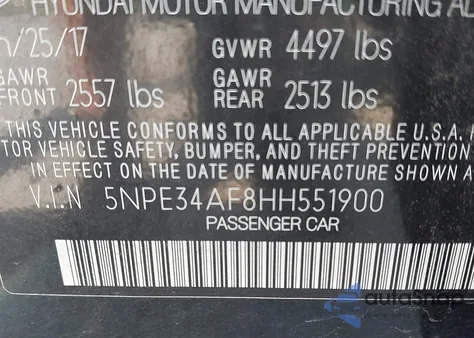 HYUNDAI MOTOR MANUFACTURING
/25/17 GVWR 4497 lbs
GAWR FRONT 2557 lbs GAWR REAR 2513 lbs
THIS VEHICLE CONFORMS TO ALL APPLICABLE U.S.A.
VEHICLE SAFETY, BUMPER, AND THEFT PREVENTION
IN EFFECT ON THE DATE OF MANUFACTURE SHOWN A
V.I.N 5NPE34AF8HH551900
PASSENGER CAR
autoSnap